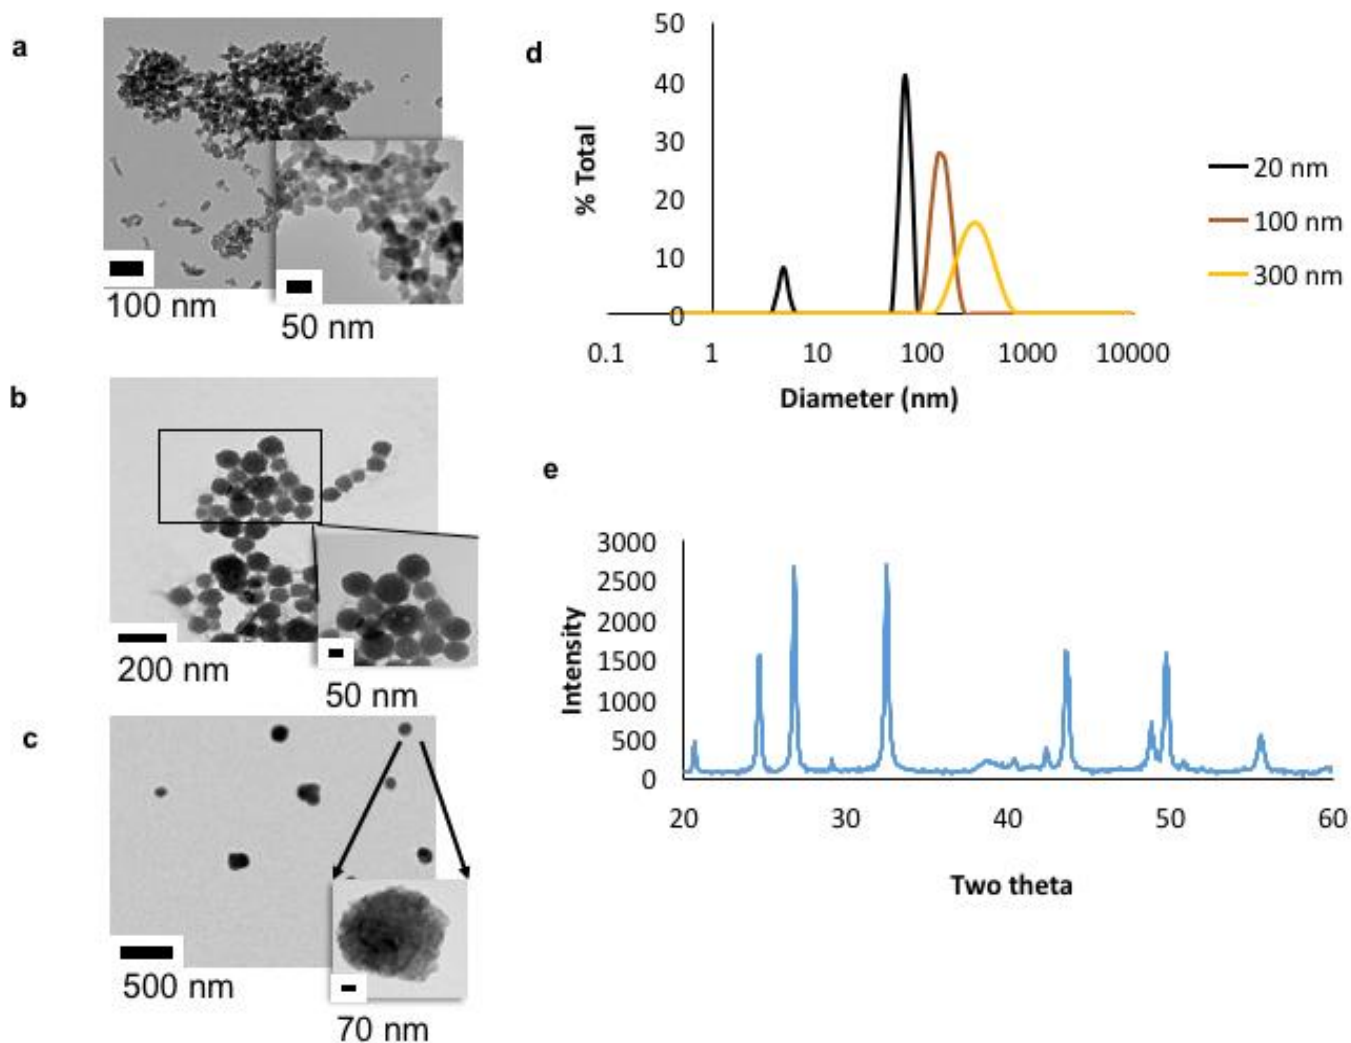 a
100 nm
50 nm
b
200 nm
50 nm
c
500 nm
70 nm
d
50
40
30
20
10
0
% Total
0.1 1 10 100 1000 10000
Diameter (nm)
20 nm
100 nm
300 nm
e
3000
2500
2000
1500
1000
500
0
Intensity
20 30 40 50 60
Two theta